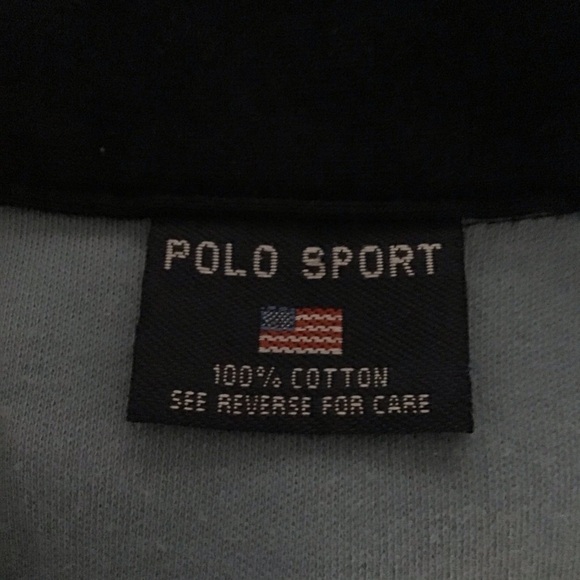 POLO SPORT
100% COTTON
SEE REVERSE FOR CARE